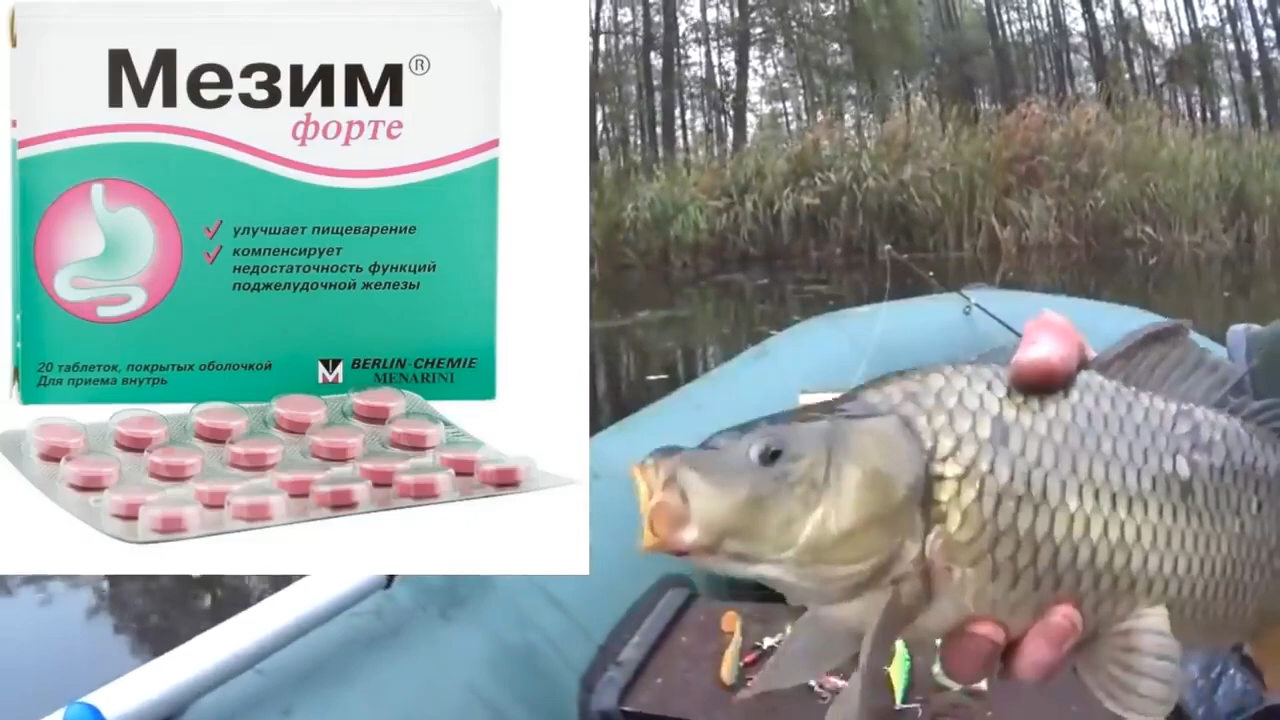 Мезим®
форте
улучшает пищеварение
компенсирует
недостаточность функций
поджелудочной железы
20 таблеток, покрытых оболочкой
Для приема внутрь
BERLIN-CHEMIE
MENARINI